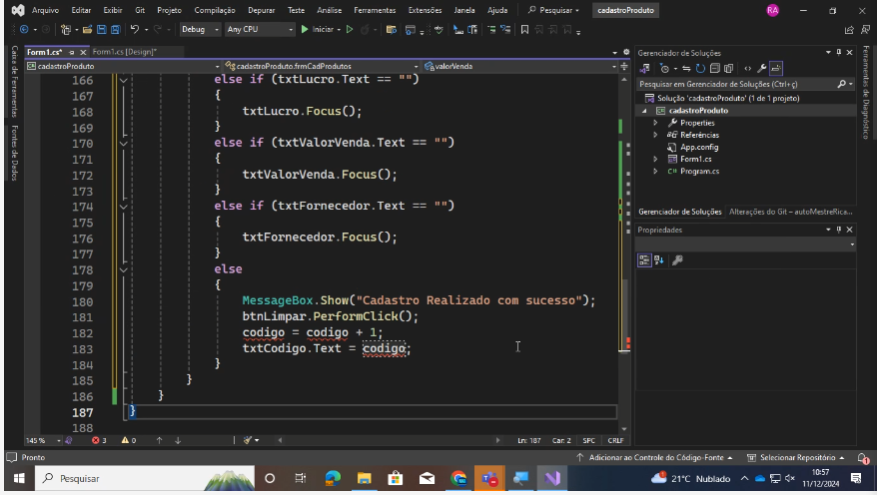 Arquivo Editar Exibir Git Projeto Compilação Depurar Teste Análise Ferramentas Extensões Janela Ajuda Pesquisar cadastroProduto RA
Debug Any CPU Iniciar
Form1.cs* Form1.cs [Design]*
cadastroProduto cadastroProduto.frmCadProdutos valorVenda
Caixa de Ferramentas
Fontes de Dados
166 else if (txtLucro.Text == "")
167 {
168 txtLucro.Focus();
169 }
170 else if (txtValorVenda.Text == "")
171 {
172 txtValorVenda.Focus();
173 }
174 else if (txtFornecedor.Text == "")
175 {
176 txtFornecedor.Focus();
177 }
178 else
179 {
180 MessageBox.Show("Cadastro Realizado com sucesso");
181 btnLimpar.PerformClick();
182 codigo = codigo + 1;
183 txtCodigo.Text = codigo;
184 }
185 }
186 }
187 }
188
145 % 3 0 Ln: 187 Car: 2 SPC CRLF
Gerenciador de Soluções
Pesquisar em Gerenciador de Soluções (Ctrl+ç)
Solução 'cadastroProduto' (1 de 1 projeto)
cadastroProduto
Properties
Referências
App.config
Form1.cs
C# Program.cs
Gerenciador de Soluções Alterações do Git – autoMestreRica...
Propriedades
Ferramentas de Diagnóstico
Pronto Adicionar ao Controle do Código-Fonte Selecionar Repositório
Pesquisar 21°C Nublado 10:57
11/12/2024